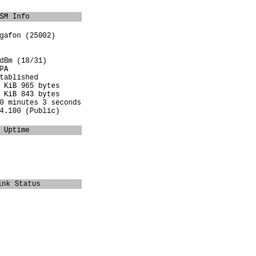 SM Info
gafon (25002)
dBm (18/31)
PA
tablished
KiB 965 bytes
KiB 843 bytes
0 minutes 3 seconds
4.100 (Public)
Uptime
ink Status